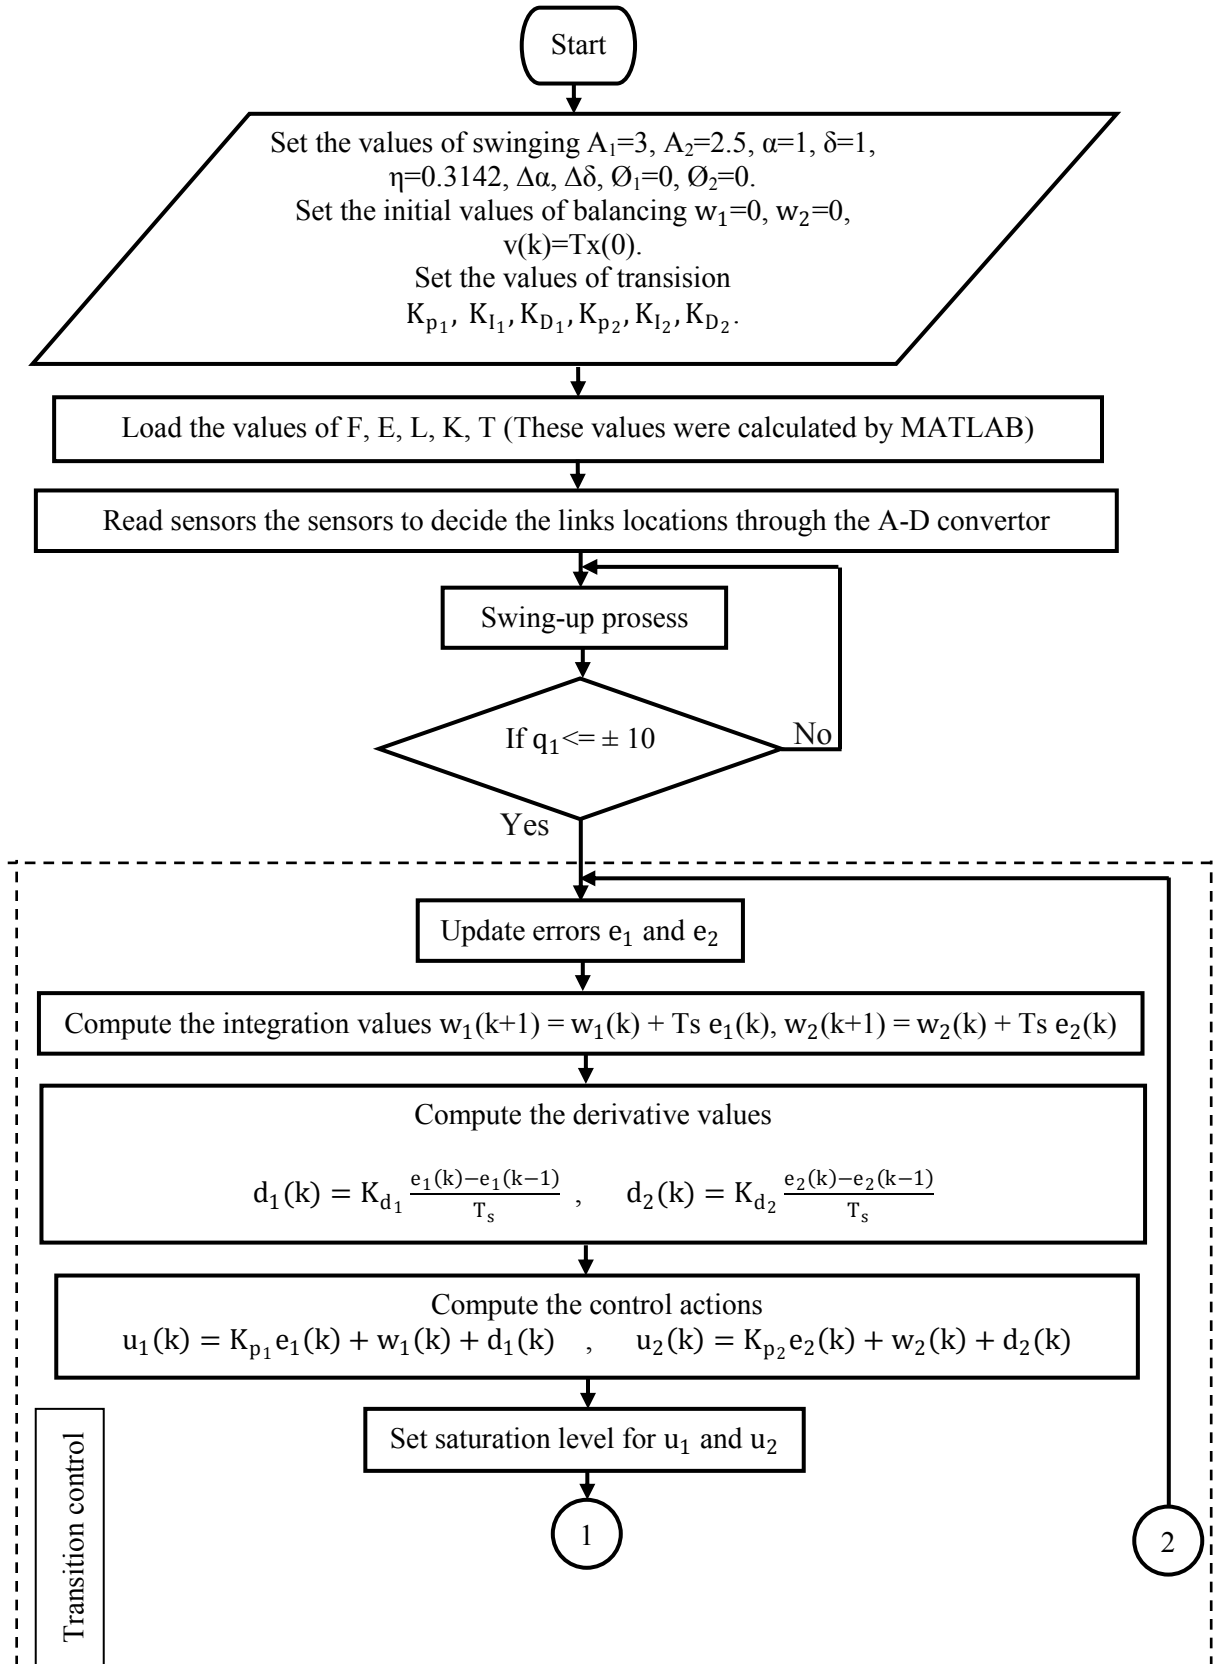 Start
Set the values of swinging A₁=3, A₂=2.5, α=1, δ=1,
η=0.3142, Δα, Δδ, Ø₁=0, Ø₂=0.
Set the initial values of balancing w₁=0, w₂=0,
v(k)=Tx(0).
Set the values of transision
K_p₁, K_I₁, K_D₁, K_p₂, K_I₂, K_D₂.
Load the values of F, E, L, K, T (These values were calculated by MATLAB)
Read sensors the sensors to decide the links locations through the A-D convertor
Swing-up prosess
If q₁<= ± 10
No
Yes
Update errors e₁ and e₂
Compute the integration values w₁(k+1) = w₁(k) + Ts e₁(k), w₂(k+1) = w₂(k) + Ts e₂(k)
Compute the derivative values
d₁(k) = K_d₁ (e₁(k)−e₁(k−1))/T_s , d₂(k) = K_d₂ (e₂(k)−e₂(k−1))/T_s
Compute the control actions
u₁(k) = K_p₁e₁(k) + w₁(k) + d₁(k) , u₂(k) = K_p₂e₂(k) + w₂(k) + d₂(k)
Set saturation level for u₁ and u₂
1
2
Transition control